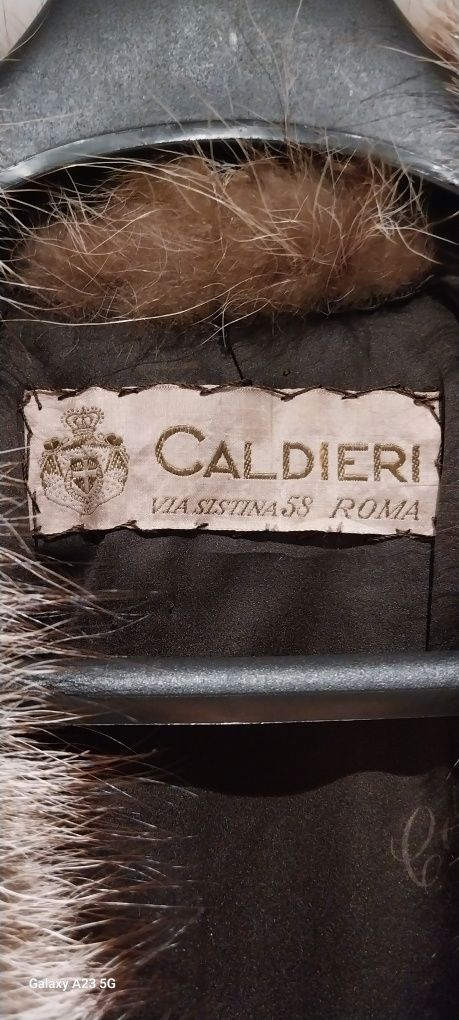 CALDIERI
VIA SISTINA 58 ROMA
Galaxy A23 5G